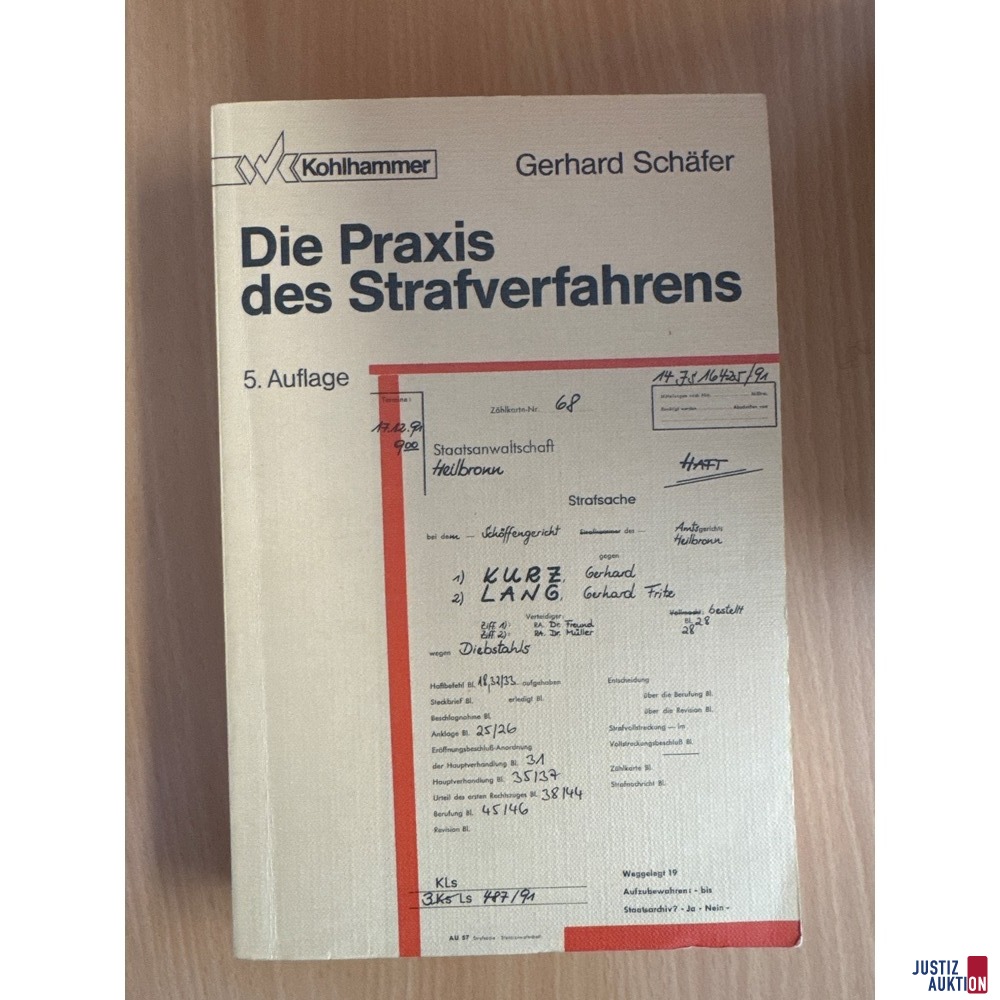 Kohlhammer
Gerhard Schäfer
Die Praxis
des Strafverfahrens
5. Auflage
14 Js 16425/91
Termine:
17.12.91
9 00
Zählkarte-Nr. 68
Staatsanwaltschaft
Heilbronn
HAFT
Strafsache
bei dem — Schöffengericht Strafkammer des — Amtsgerichts
Heilbronn
gegen
1) KURZ, Gerhard
2) LANG, Gerhard Fritz
Verteidiger:
Ziff 1): RA. Dr. Freund
Ziff 2): RA. Dr. Müller
Vollmacht: bestellt
Bl. 28
28
wegen Diebstahls
Haftbefehl Bl. 18,32/33 aufgehoben
Steckbrief Bl. erledigt Bl.
Beschlagnahme Bl.
Anklage Bl. 25/26
Eröffnungsbeschluß-Anordnung
der Hauptverhandlung Bl. 31
Hauptverhandlung Bl. 35/37
Urteil des ersten Rechtszuges Bl. 38/44
Berufung Bl. 45/46
Revision Bl.
Entscheidung
über die Berufung Bl.
über die Revision Bl.
Strafvollstreckung — im
Vollstreckungsbeschluß Bl.
Zählkarte Bl.
Strafnachricht Bl.
KLs
3 Ks Ls 487/91
Weggelegt 19
Aufzubewahren: - bis
Staatsarchiv? - Ja - Nein -
AU 57
JUSTIZ
AUKTION